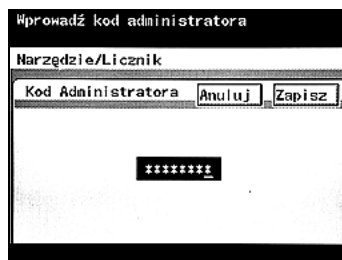 Wprowadź kod administratora
Narzędzie/Licznik
Kod Administratora Anuluj Zapisz
********_